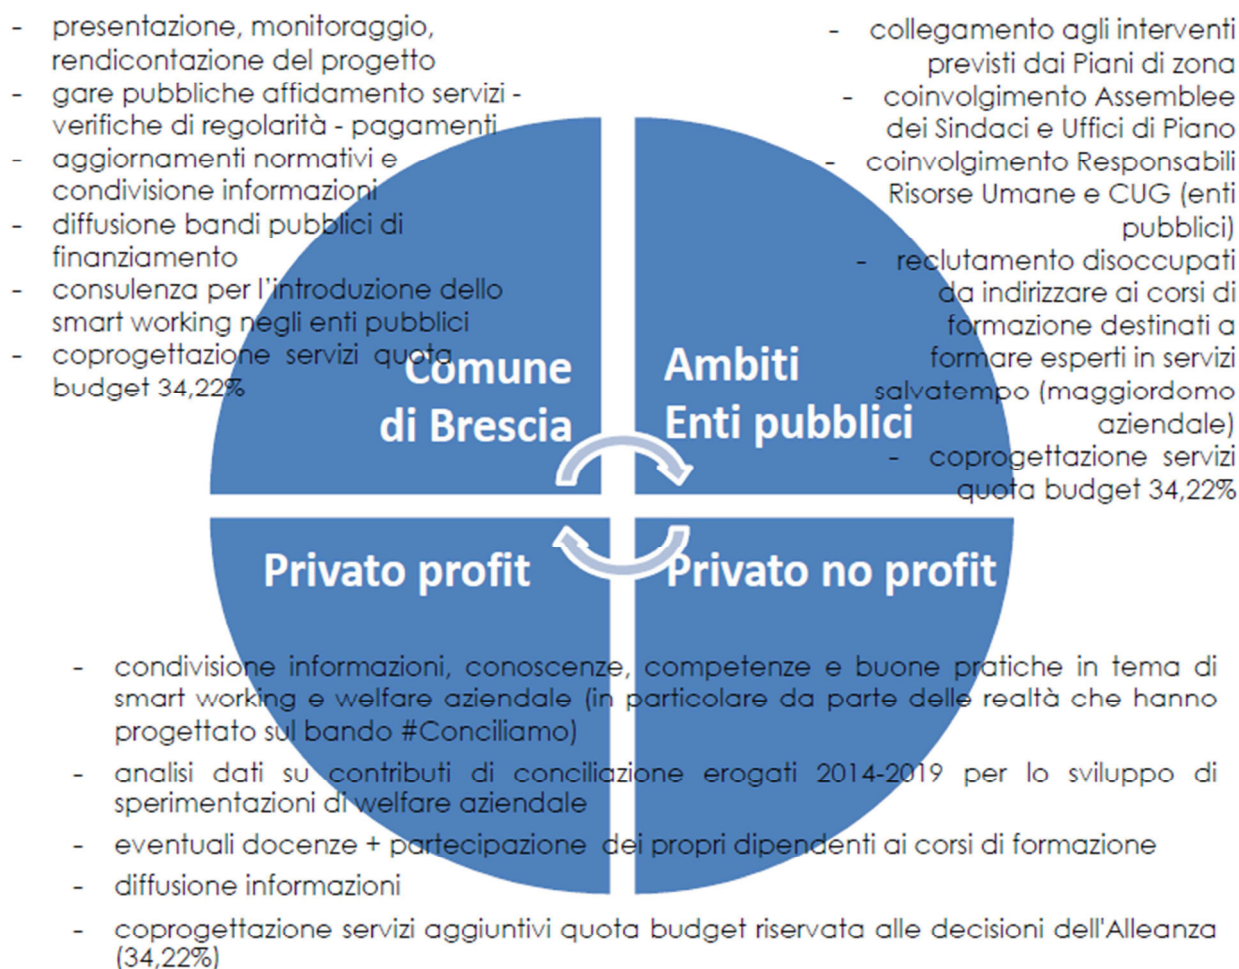 - presentazione, monitoraggio,
rendicontazione del progetto
- gare pubbliche affidamento servizi -
verifiche di regolarità - pagamenti
- aggiornamenti normativi e
condivisione informazioni
- diffusione bandi pubblici di
finanziamento
- consulenza per l'introduzione dello
smart working negli enti pubblici
- coprogettazione servizi quota
budget 34,22%
- collegamento agli interventi
previsti dai Piani di zona
- coinvolgimento Assemblee
dei Sindaci e Uffici di Piano
- coinvolgimento Responsabili
Risorse Umane e CUG (enti
pubblici)
- reclutamento disoccupati
da indirizzare ai corsi di
formazione destinati a
formare esperti in servizi
salvatempo (maggiordomo
aziendale)
- coprogettazione servizi
quota budget 34,22%
Comune
di Brescia
Ambiti
Enti pubblici
Privato profit
Privato no profit
- condivisione informazioni, conoscenze, competenze e buone pratiche in tema di
smart working e welfare aziendale (in particolare da parte delle realtà che hanno
progettato sul bando #Conciliamo)
- analisi dati su contributi di conciliazione erogati 2014-2019 per lo sviluppo di
sperimentazioni di welfare aziendale
- eventuali docenze + partecipazione dei propri dipendenti ai corsi di formazione
- diffusione informazioni
- coprogettazione servizi aggiuntivi quota budget riservata alle decisioni dell'Alleanza
(34,22%)